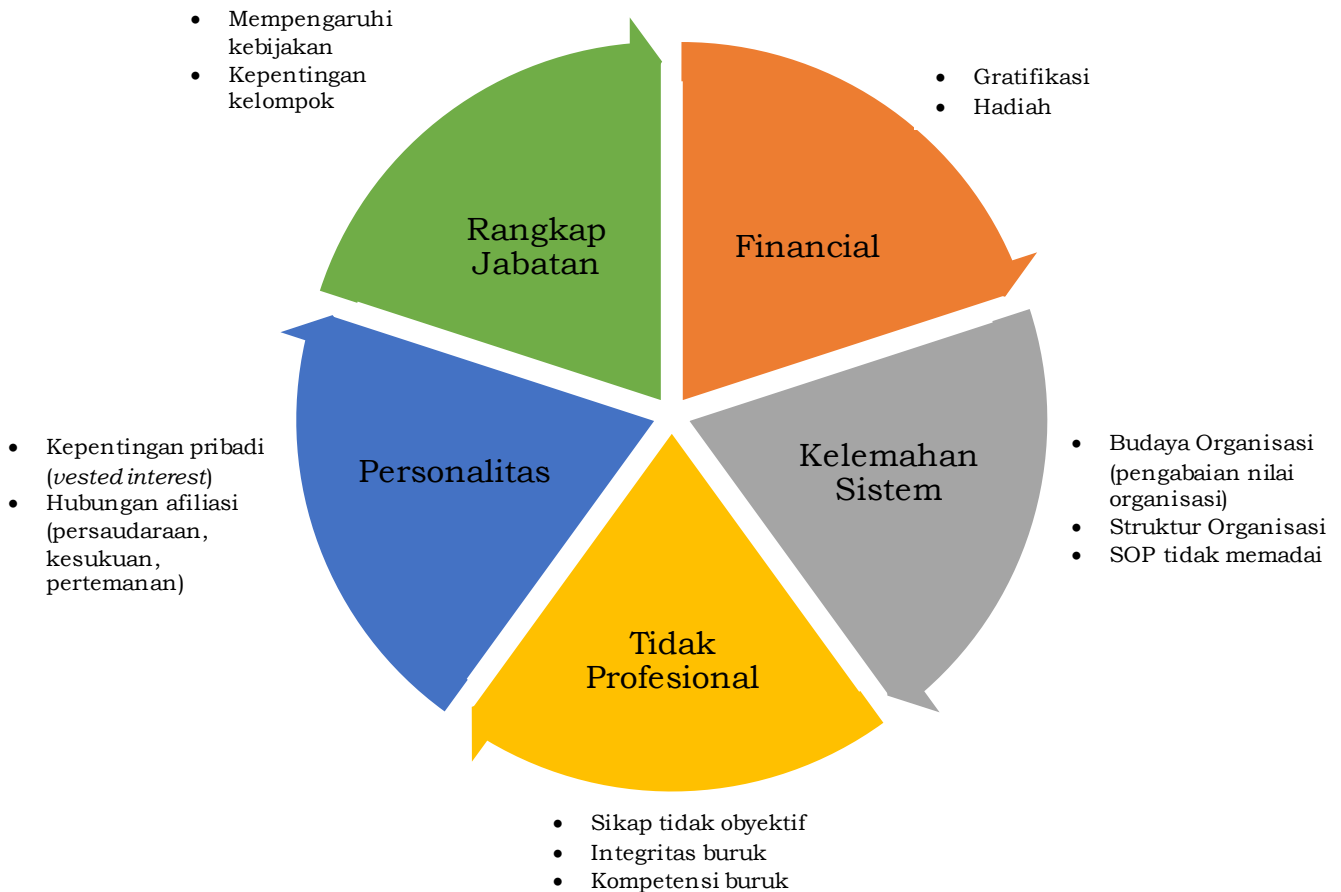 • Mempengaruhi
kebijakan
• Kepentingan
kelompok
• Gratifikasi
• Hadiah
Rangkap
Jabatan
Financial
• Kepentingan pribadi
(vested interest)
• Hubungan afiliasi
(persaudaraan,
kesukuan,
pertemanan)
Personalitas
Kelemahan
Sistem
• Budaya Organisasi
(pengabaian nilai
organisasi)
• Struktur Organisasi
• SOP tidak memadai
Tidak
Profesional
• Sikap tidak obyektif
• Integritas buruk
• Kompetensi buruk